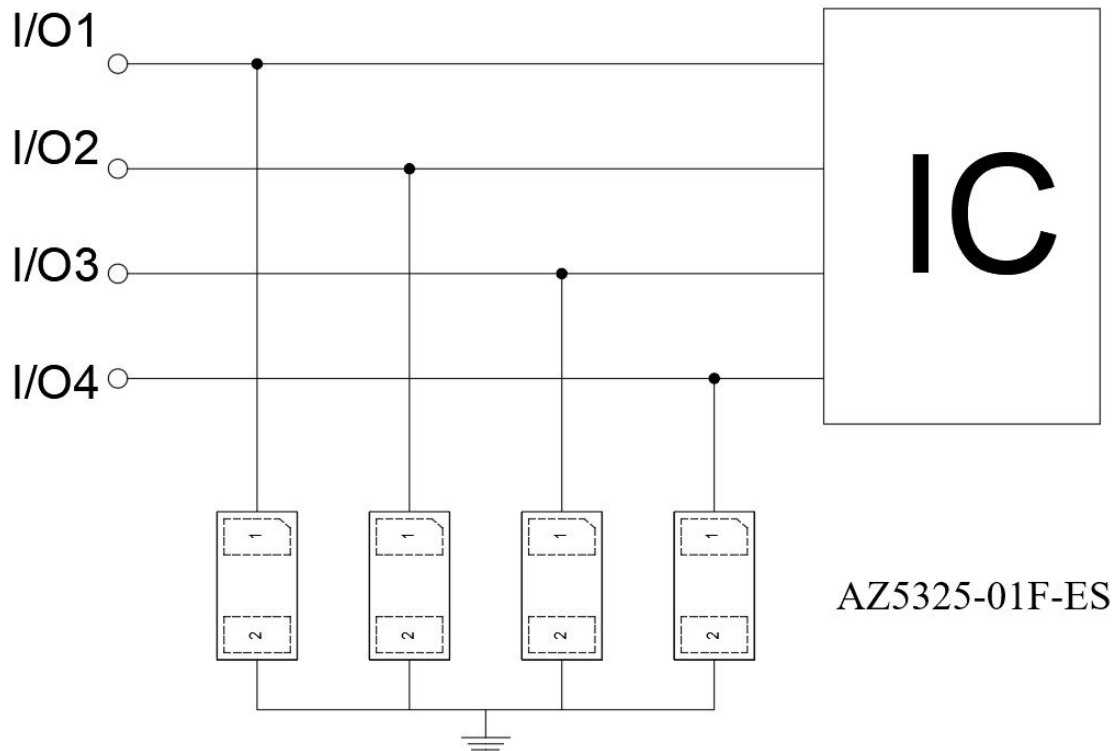 I/O1
I/O2
IC
I/O3
I/O4
1 1 1 1
AZ5325-01F-ES
2 2 2 2